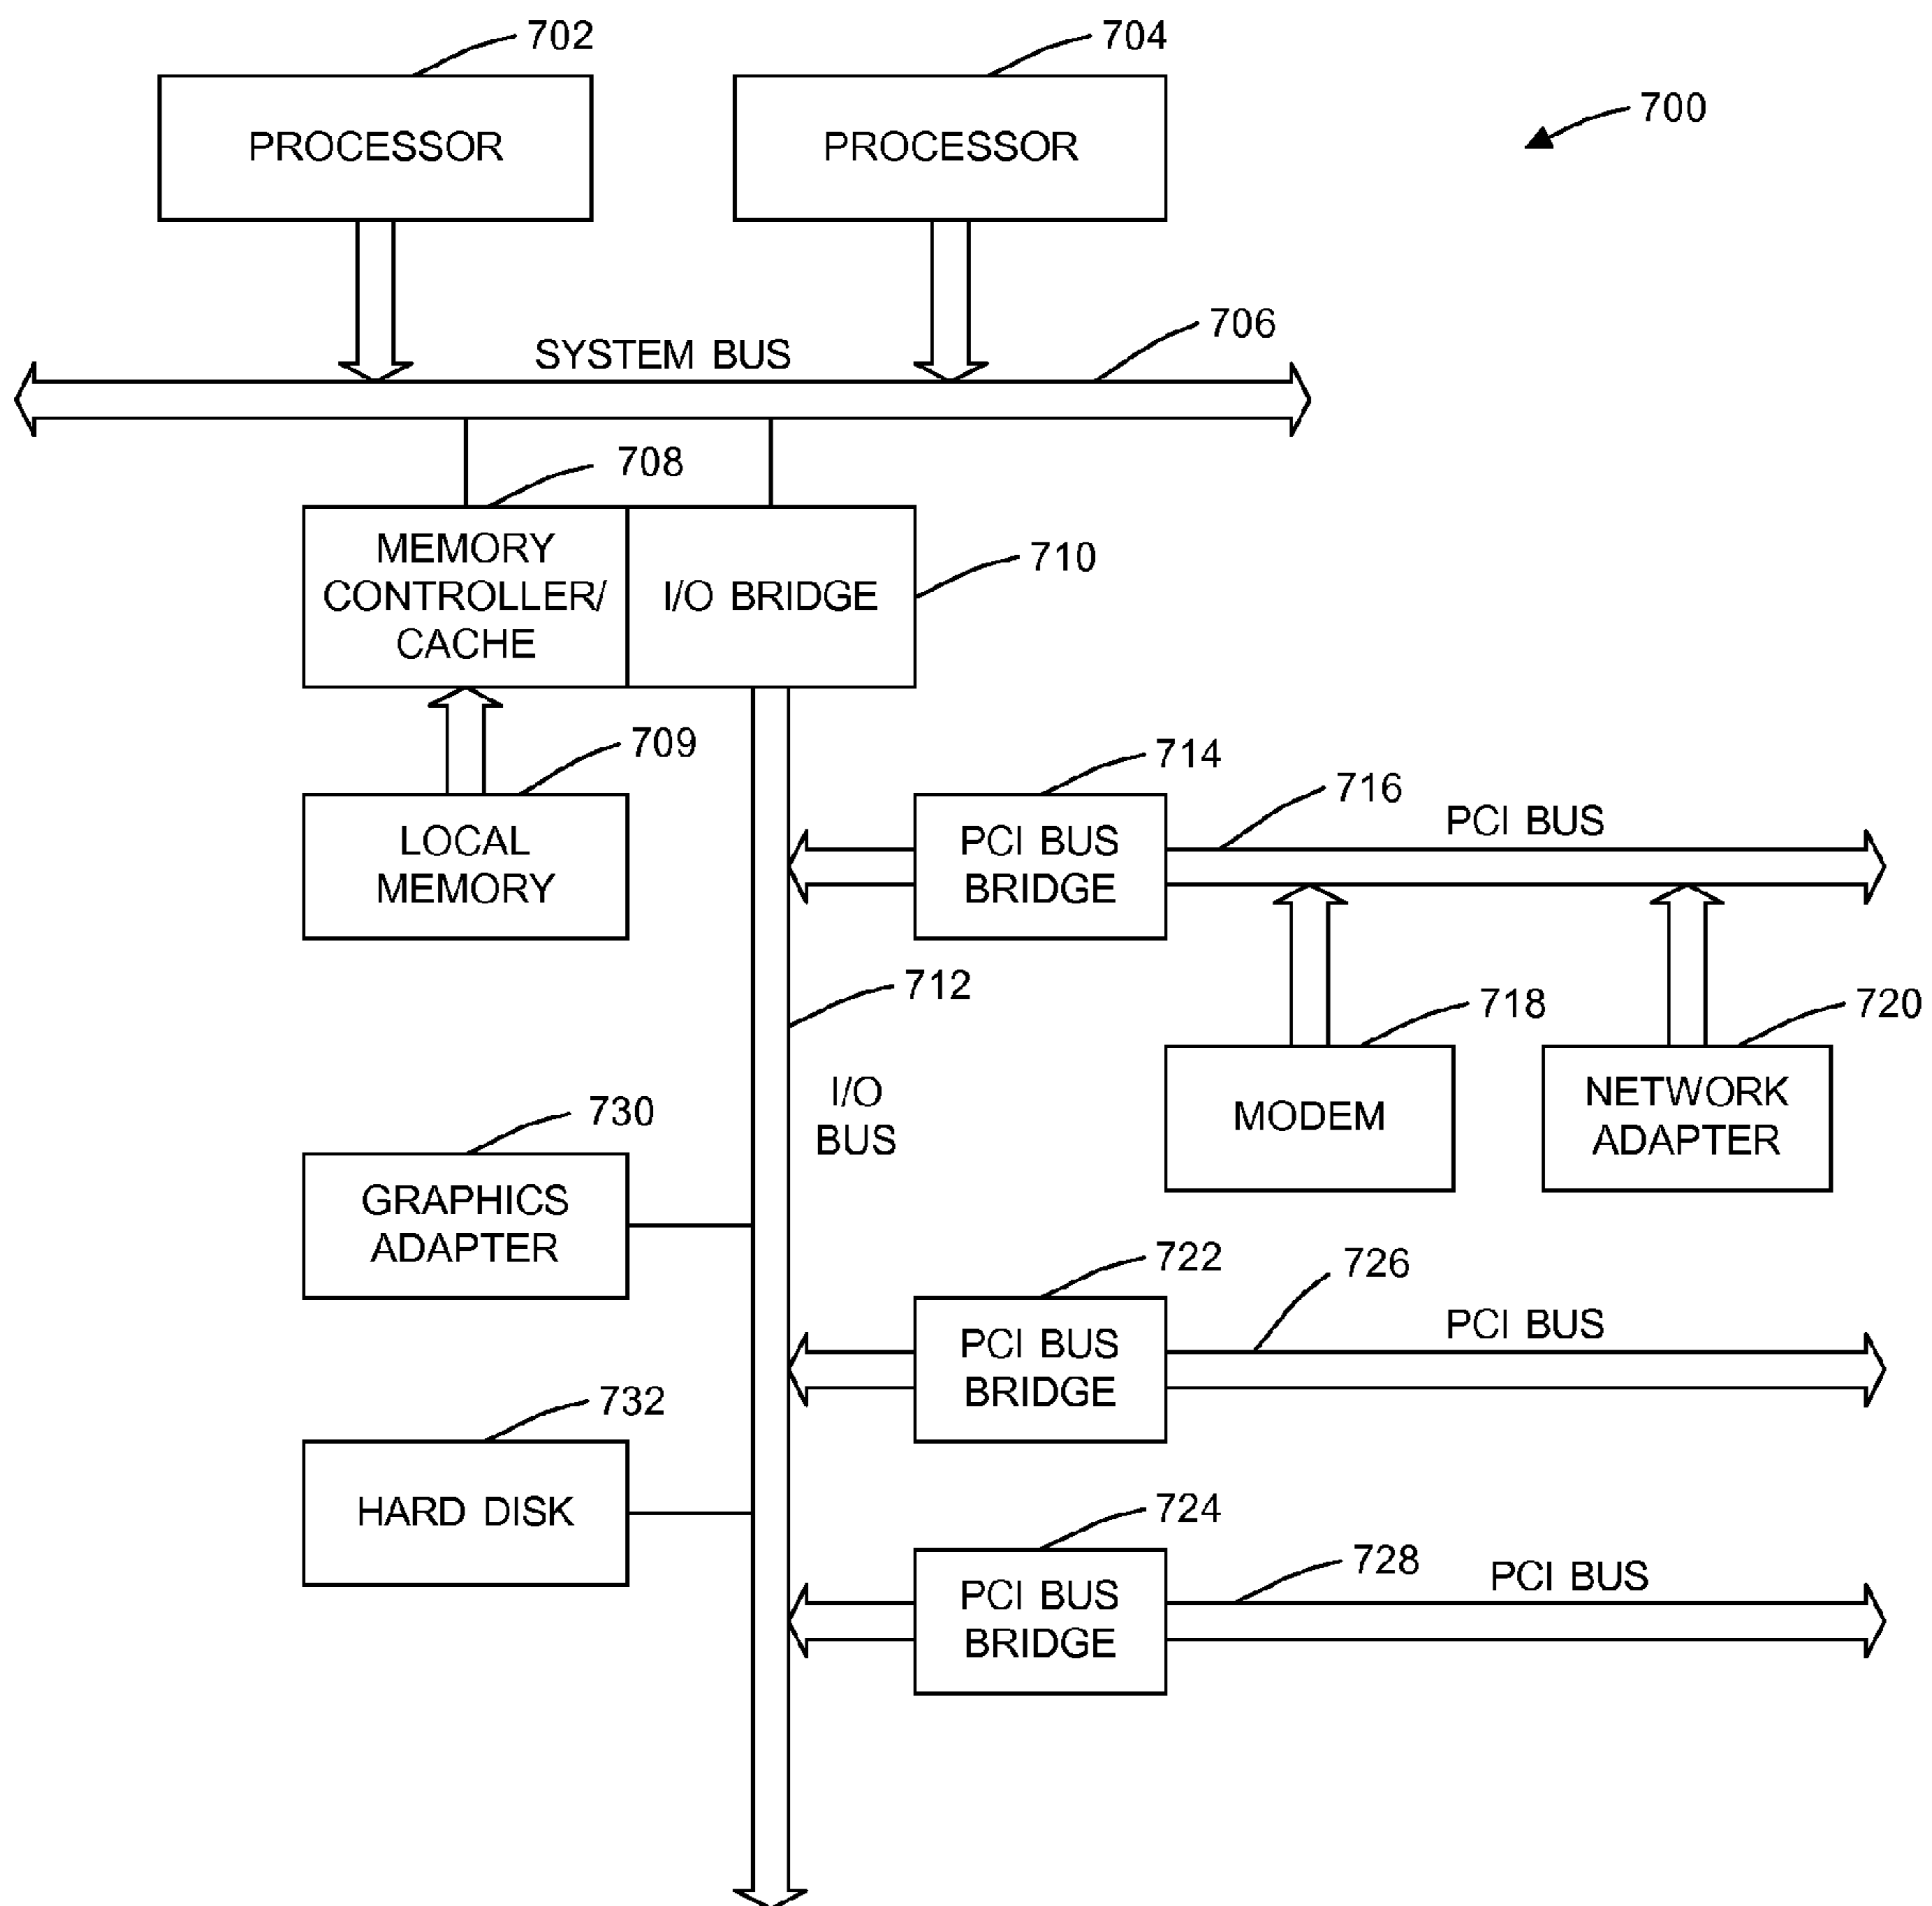 702
704
700
PROCESSOR
PROCESSOR
706
SYSTEM BUS
708
710
MEMORY
CONTROLLER/
CACHE
I/O BRIDGE
709
714
716
PCI BUS
LOCAL
MEMORY
PCI BUS
BRIDGE
712
718
720
I/O
BUS
MODEM
NETWORK
ADAPTER
730
GRAPHICS
ADAPTER
722
726
PCI BUS
PCI BUS
BRIDGE
732
HARD DISK
724
728
PCI BUS
PCI BUS
BRIDGE